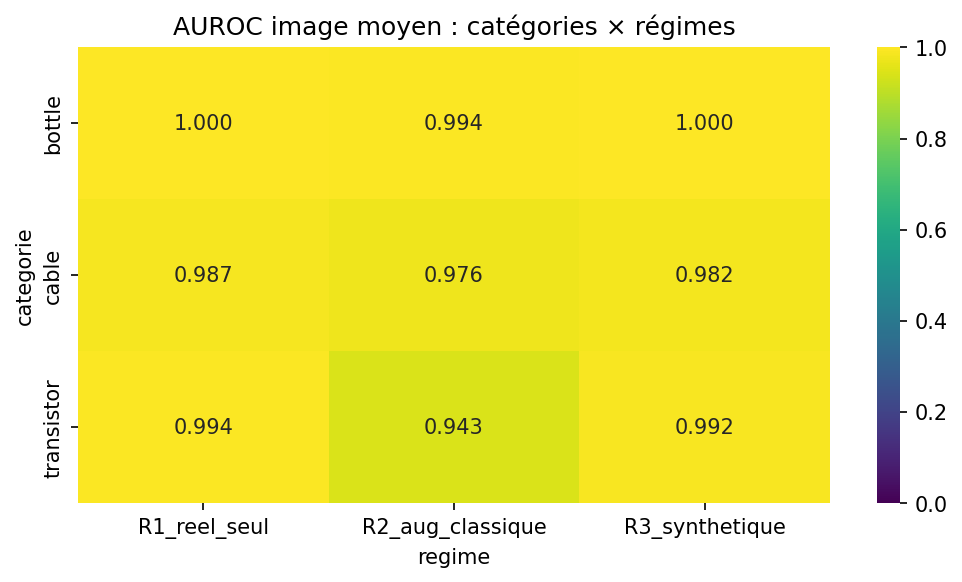 AUROC image moyen : catégories × régimes
categorie
bottle
1.000
0.994
1.000
cable
0.987
0.976
0.982
transistor
0.994
0.943
0.992
R1_reel_seul
R2_aug_classique
R3_synthetique
regime
1.0
0.8
0.6
0.4
0.2
0.0